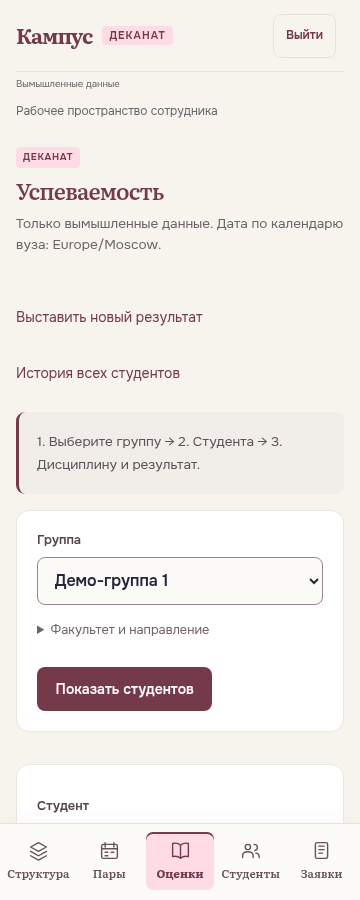 Кампус ДЕКАНАТ Выйти
Вымышленные данные
Рабочее пространство сотрудника
ДЕКАНАТ
Успеваемость
Только вымышленные данные. Дата по календарю
вуза: Europe/Moscow.
Выставить новый результат
История всех студентов
1. Выберите группу → 2. Студента → 3.
Дисциплину и результат.
Группа
Демо-группа 1
Факультет и направление
Показать студентов
Студент
Структура Пары Оценки Студенты Заявки